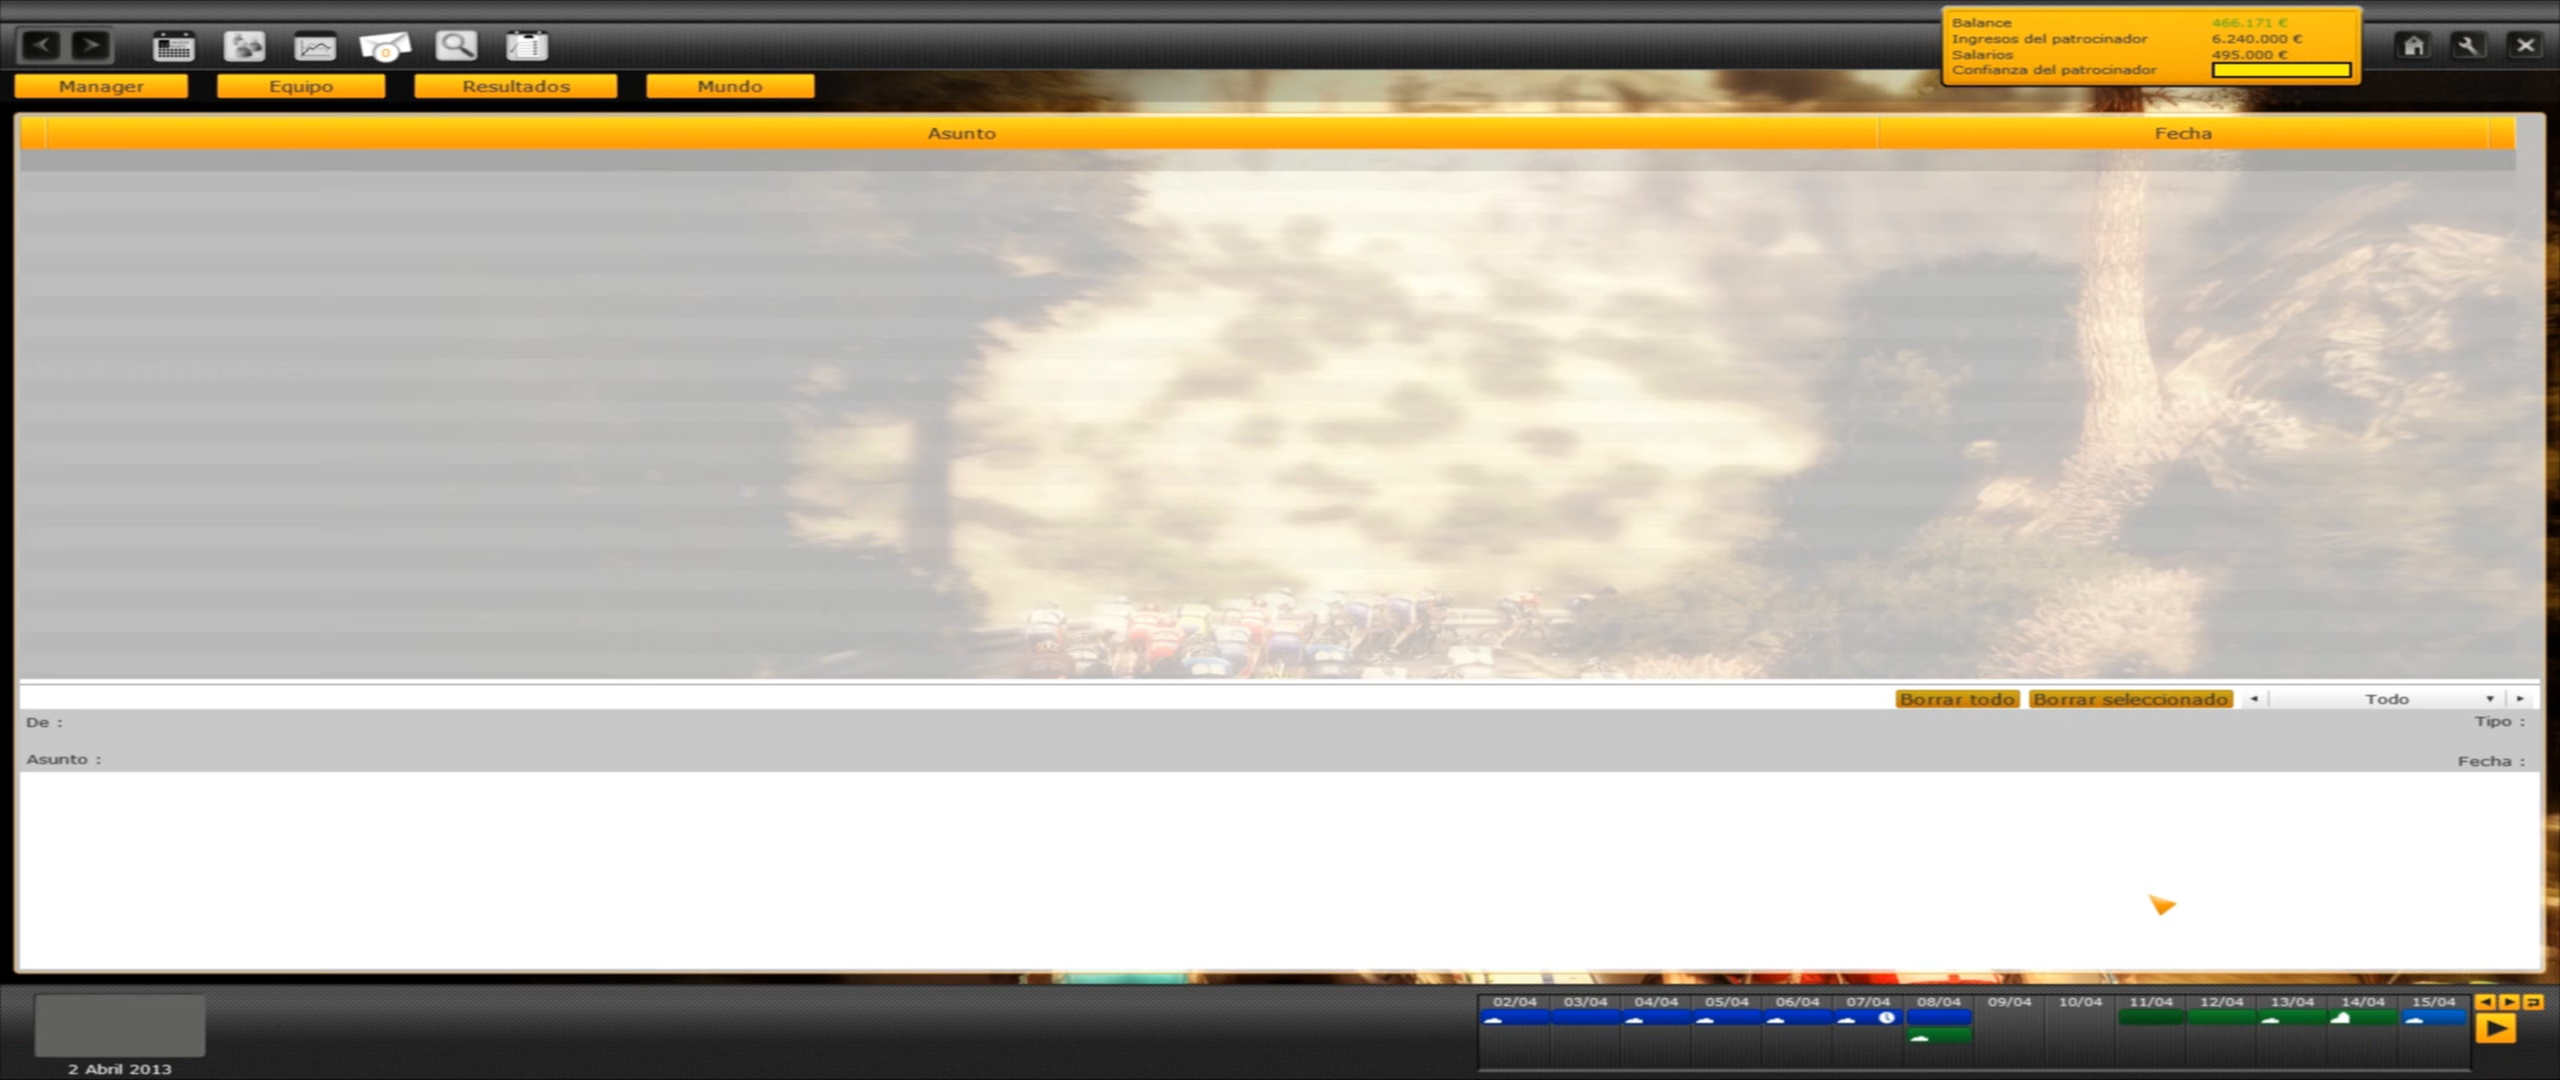 Balance 466.171 €
Ingresos del patrocinador 6.240.000 €
Salarios 495.000 €
Confianza del patrocinador
0
Manager Equipo Resultados Mundo
Asunto Fecha
Borrar todo Borrar seleccionado Todo
De : Tipo :
Asunto : Fecha :
02/04 03/04 04/04 05/04 06/04 07/04 08/04 09/04 10/04 11/04 12/04 13/04 14/04 15/04
2 Abril 2013